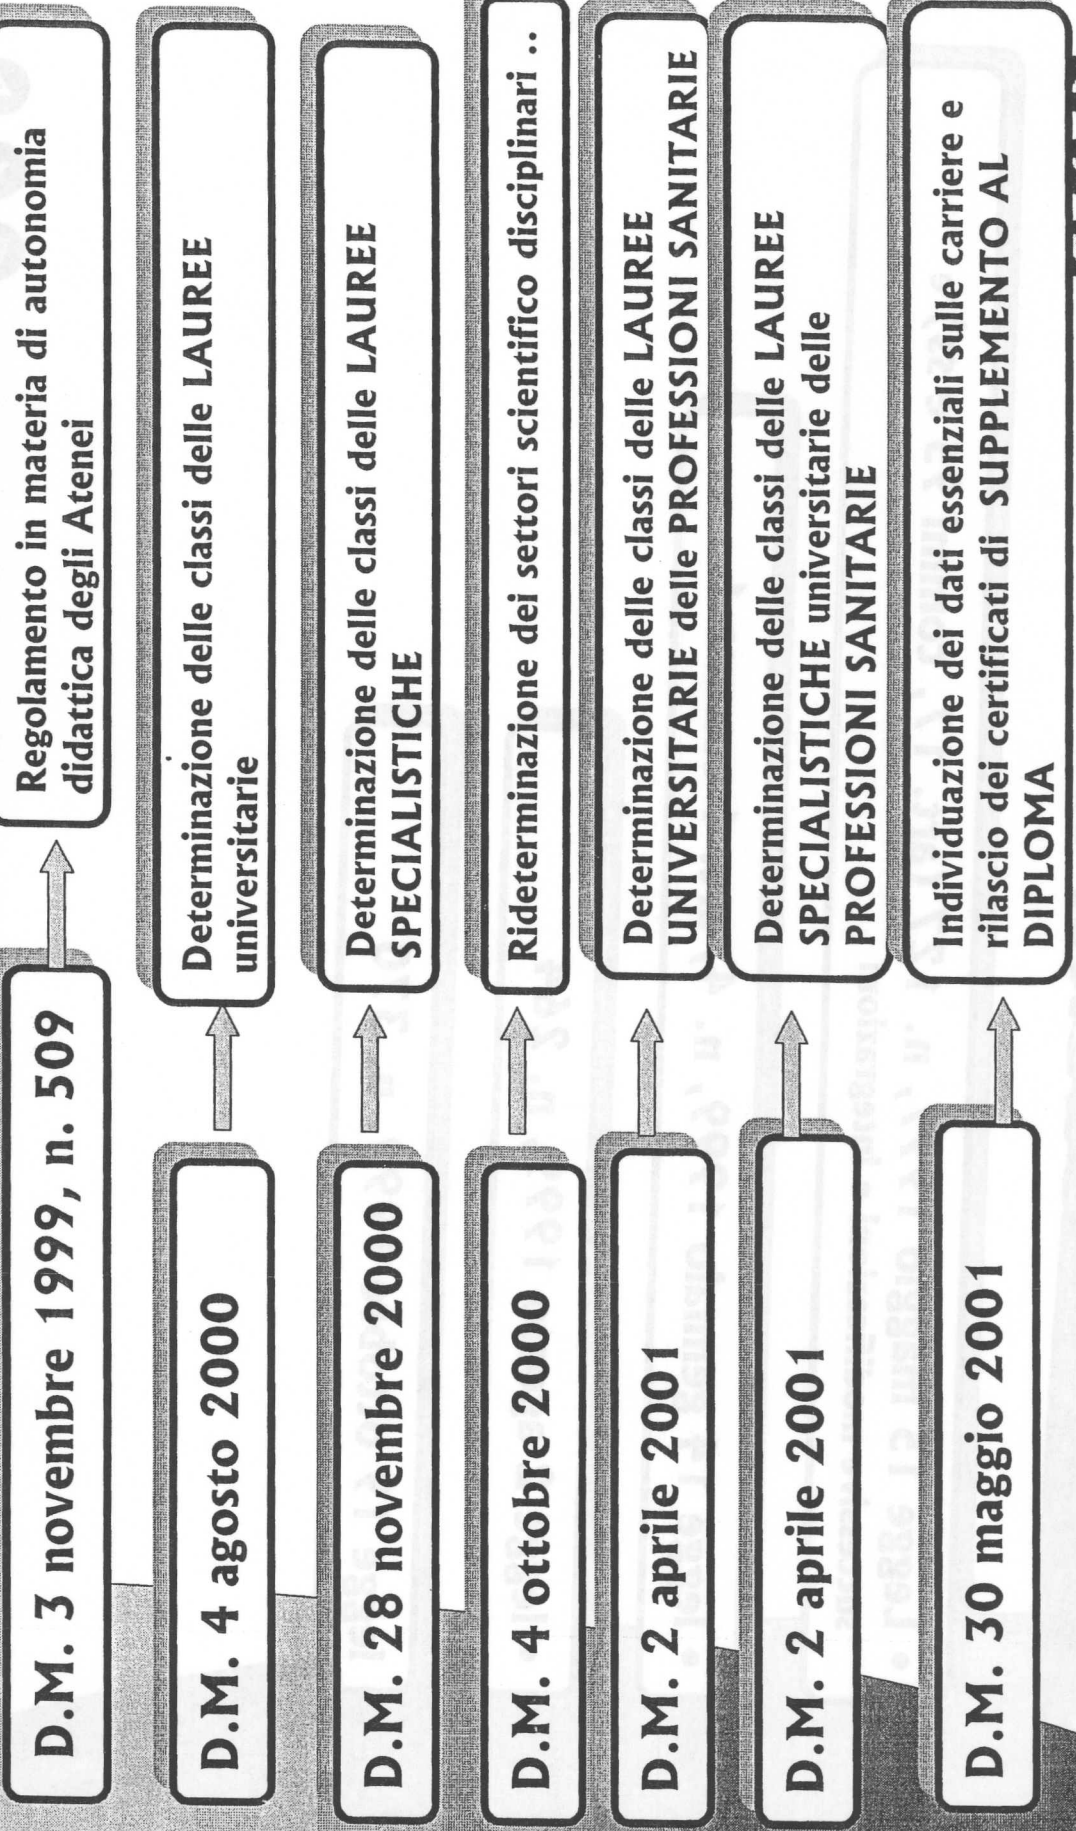 D.M. 3 novembre 1999, n. 509
Regolamento in materia di autonomia
didattica degli Atenei
D.M. 4 agosto 2000
Determinazione delle classi delle LAUREE
universitarie
D.M. 28 novembre 2000
Determinazione delle classi delle LAUREE
SPECIALISTICHE
D.M. 4 ottobre 2000
Rideterminazione dei settori scientifico disciplinari ..
D.M. 2 aprile 2001
Determinazione delle classi delle LAUREE
UNIVERSITARIE delle PROFESSIONI SANITARIE
D.M. 2 aprile 2001
Determinazione delle classi delle LAUREE
SPECIALISTICHE universitarie delle
PROFESSIONI SANITARIE
D.M. 30 maggio 2001
Individuazione dei dati essenziali sulle carriere e
rilascio dei certificati di SUPPLEMENTO AL
DIPLOMA